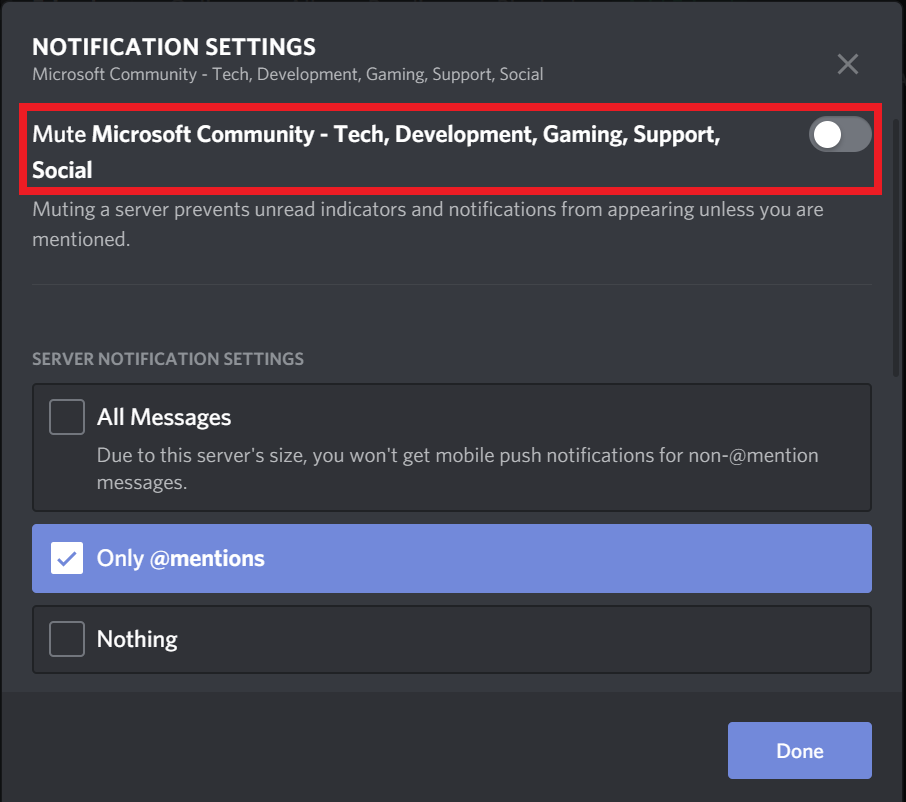 NOTIFICATION SETTINGS
Microsoft Community - Tech, Development, Gaming, Support, Social
Mute Microsoft Community - Tech, Development, Gaming, Support,
Social
Muting a server prevents unread indicators and notifications from appearing unless you are
mentioned.
SERVER NOTIFICATION SETTINGS
All Messages
Due to this server's size, you won't get mobile push notifications for non-@mention
messages.
Only @mentions
Nothing
Done